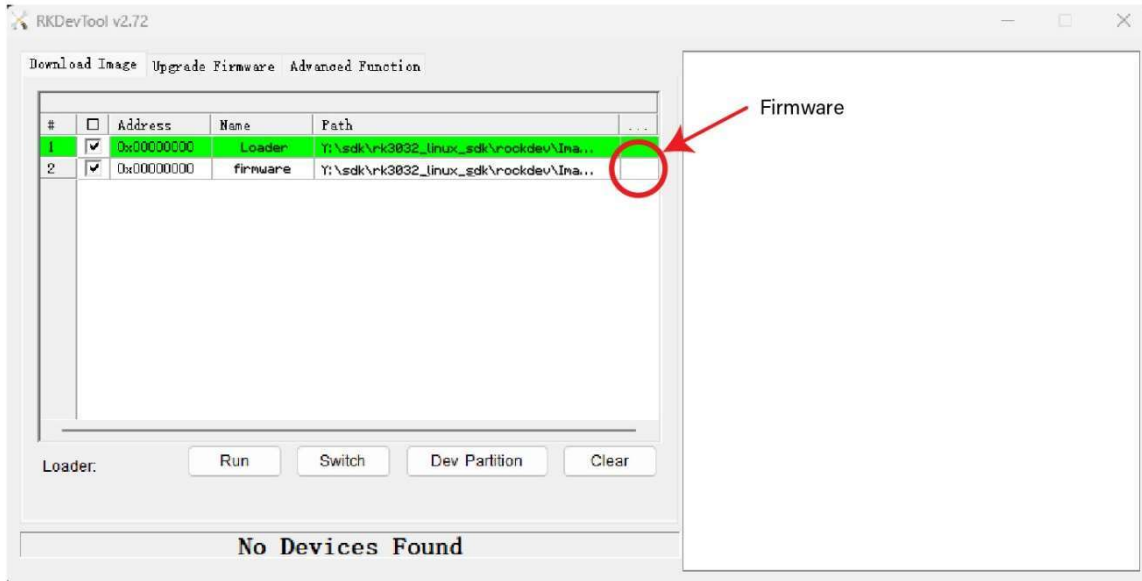 RKDevTool v2.72
Download Image Upgrade Firmware Advanced Function
Firmware
# Address Name Path ...
1 0x00000000 Loader Y:\sdk\rk3032_linux_sdk\rockdev\Ima...
2 0x00000000 firmware Y:\sdk\rk3032_linux_sdk\rockdev\Ima...
Loader: Run Switch Dev Partition Clear
No Devices Found